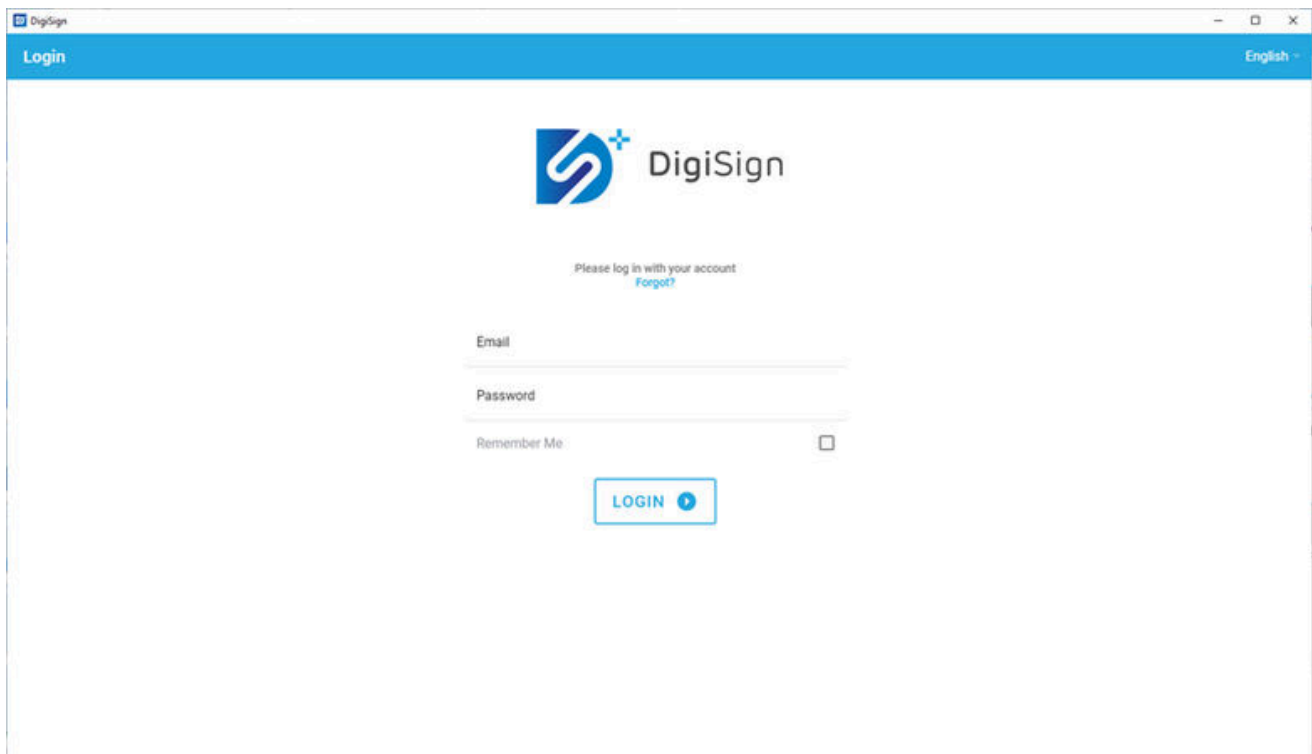 DigiSign
Login
English
DigiSign
Please log in with your account
Forgot?
Email
Password
Remember Me
LOGIN